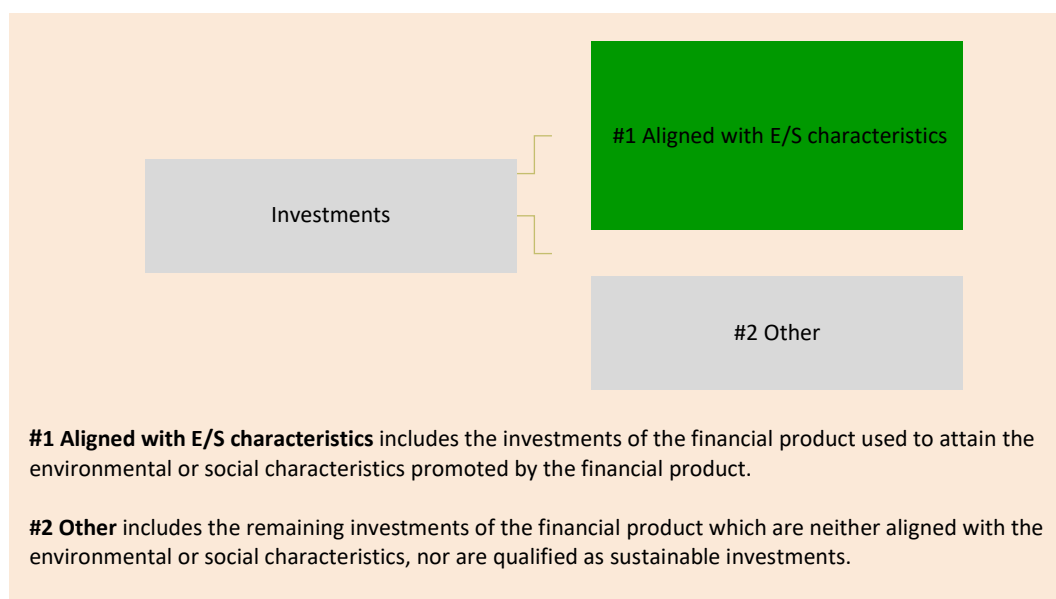 #1 Aligned with E/S characteristics
Investments
#2 Other
#1 Aligned with E/S characteristics includes the investments of the financial product used to attain the
environmental or social characteristics promoted by the financial product.
#2 Other includes the remaining investments of the financial product which are neither aligned with the
environmental or social characteristics, nor are qualified as sustainable investments.